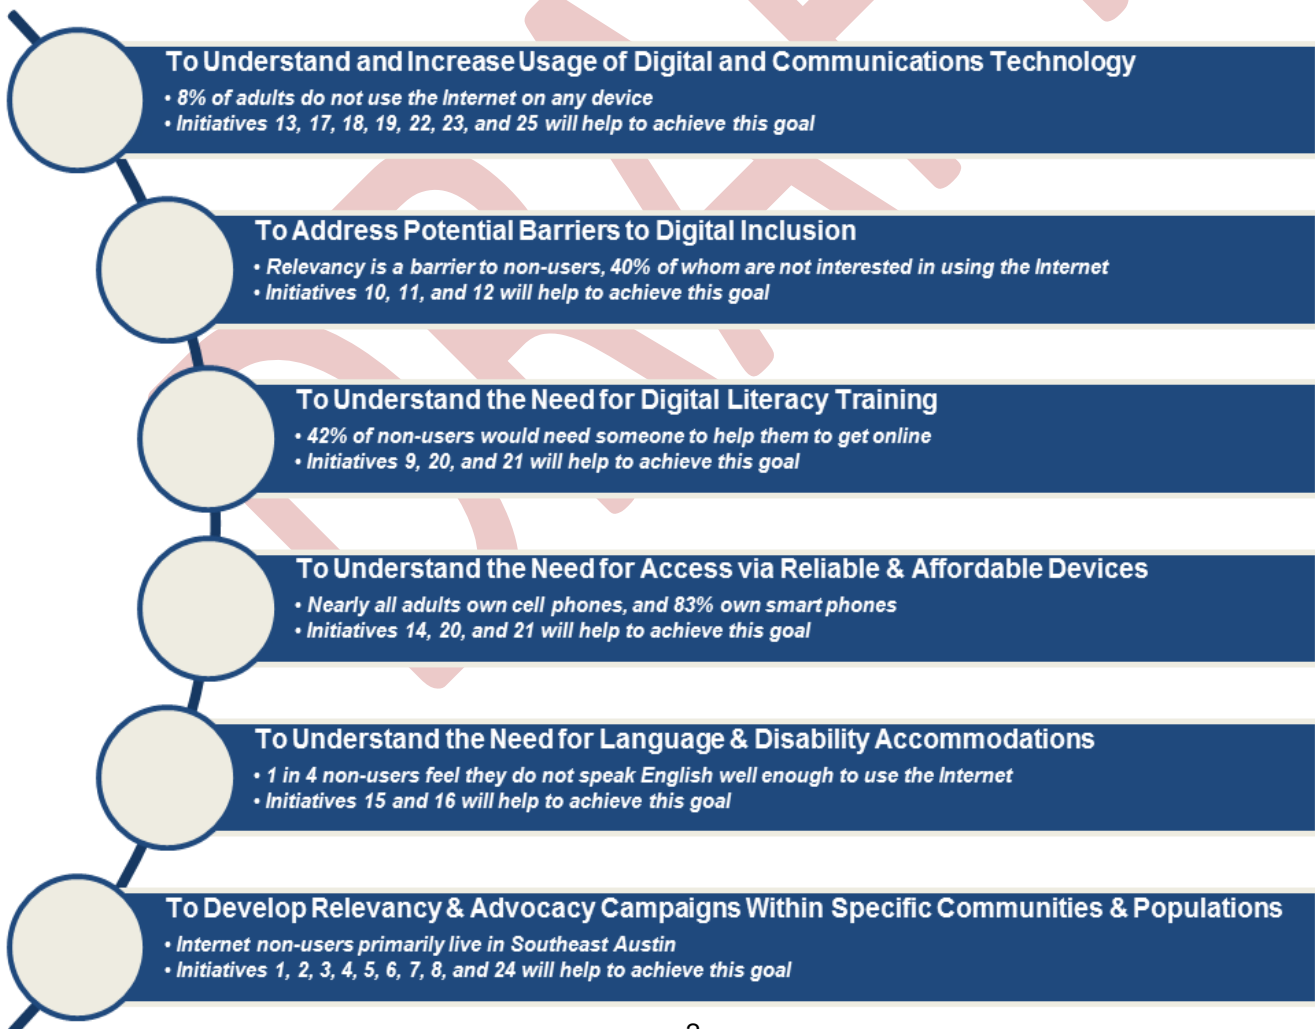 To Understand and Increase Usage of Digital and Communications Technology
• 8% of adults do not use the Internet on any device
• Initiatives 13, 17, 18, 19, 22, 23, and 25 will help to achieve this goal
To Address Potential Barriers to Digital Inclusion
• Relevancy is a barrier to non-users, 40% of whom are not interested in using the Internet
• Initiatives 10, 11, and 12 will help to achieve this goal
To Understand the Need for Digital Literacy Training
• 42% of non-users would need someone to help them to get online
• Initiatives 9, 20, and 21 will help to achieve this goal
To Understand the Need for Access via Reliable & Affordable Devices
• Nearly all adults own cell phones, and 83% own smart phones
• Initiatives 14, 20, and 21 will help to achieve this goal
To Understand the Need for Language & Disability Accommodations
• 1 in 4 non-users feel they do not speak English well enough to use the Internet
• Initiatives 15 and 16 will help to achieve this goal
To Develop Relevancy & Advocacy Campaigns Within Specific Communities & Populations
• Internet non-users primarily live in Southeast Austin
• Initiatives 1, 2, 3, 4, 5, 6, 7, 8, and 24 will help to achieve this goal